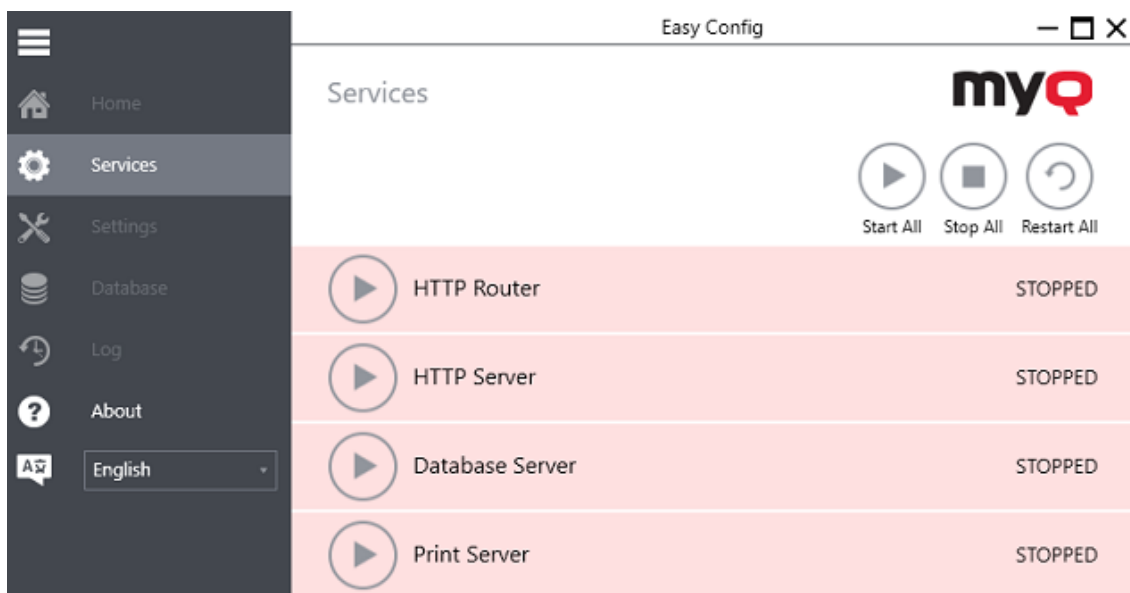 Easy Config
Home
Services
Settings
Database
Log
? About
A English
Services
myQ
Start All Stop All Restart All
HTTP Router STOPPED
HTTP Server STOPPED
Database Server STOPPED
Print Server STOPPED